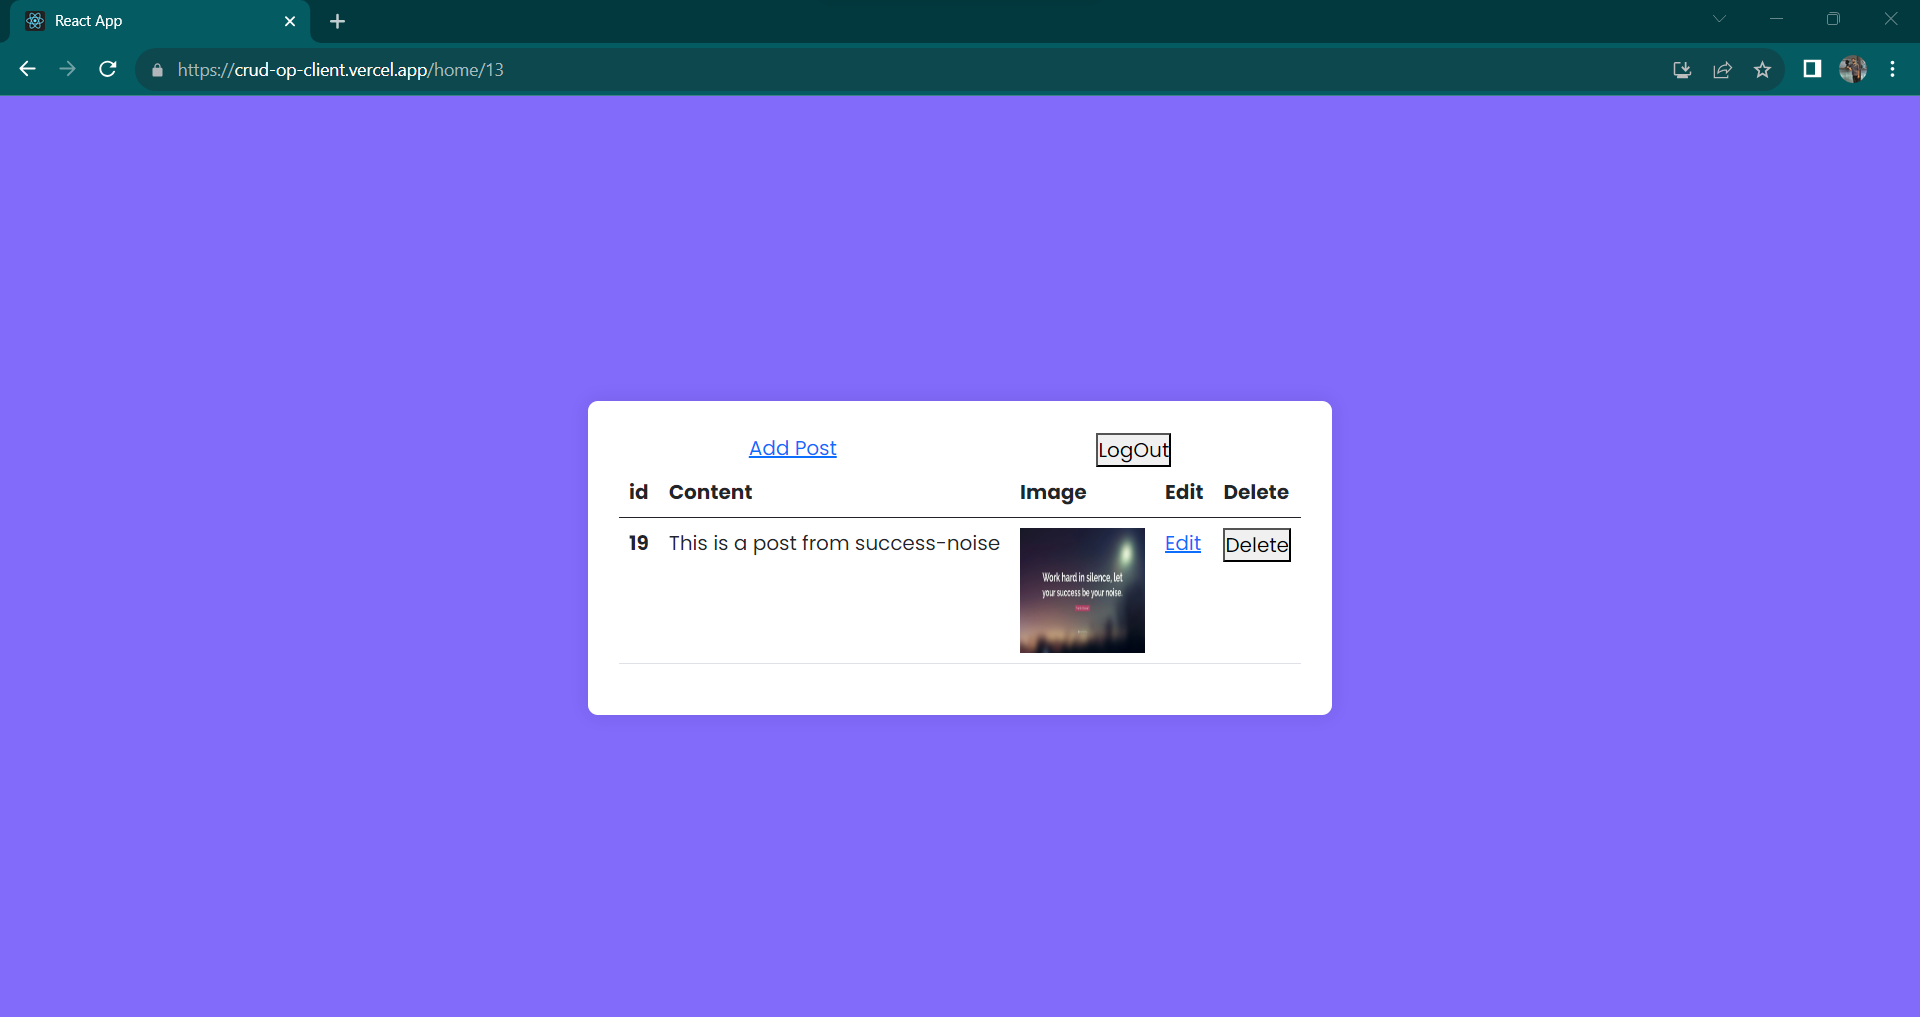 React App
https://crud-op-client.vercel.app/home/13
Add Post LogOut
id Content Image Edit Delete
19 This is a post from success-noise Edit Delete
Work hard in silence, let
your success be your noise.